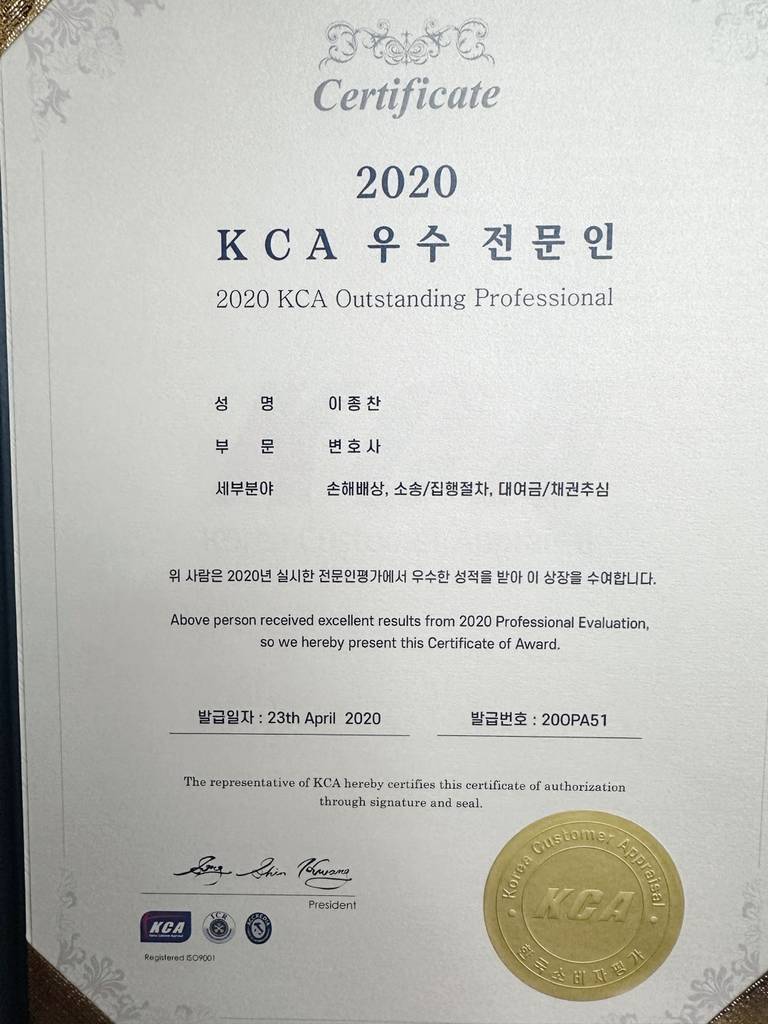 Certificate
2020
KCA 우수 전문인
2020 KCA Outstanding Professional
성 명 이종찬
부 문 변호사
세부분야 손해배상, 소송/집행절차, 대여금/채권추심
위 사람은 2020년 실시한 전문인평가에서 우수한 성적을 받아 이 상장을 수여합니다.
Above person received excellent results from 2020 Professional Evaluation,
so we hereby present this Certificate of Award.
발급일자 : 23th April 2020 발급번호 : 20OPA51
The representative of KCA hereby certifies this certificate of authorization
through signature and seal.
President
KCA
ICR
Registered ISO9001
Korea Customer Appraisal
KCA
한국소비자평가